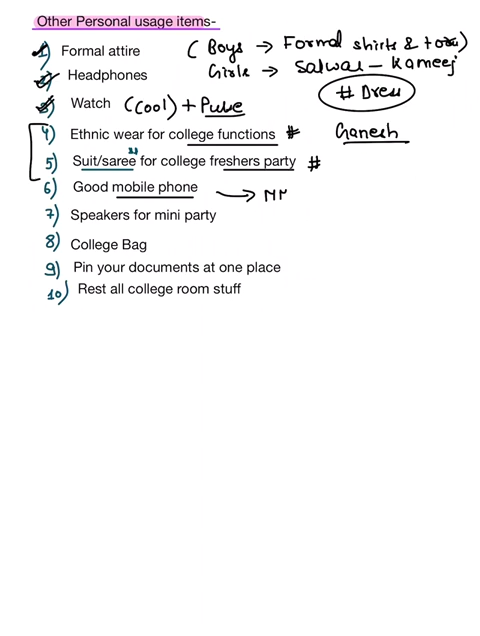 Other Personal usage items-
1) Formal attire (Boys → Formal shirts &
Girls → Salwar - Kameej
2) Headphones # Dress
3) Watch (Cool) + Pulse
4) Ethnic wear for college functions # Ganesh
5) Suit/saree for college freshers party #
6) Good mobile phone →
7) Speakers for mini party
8) College Bag
9) Pin your documents at one place
10) Rest all college room stuff